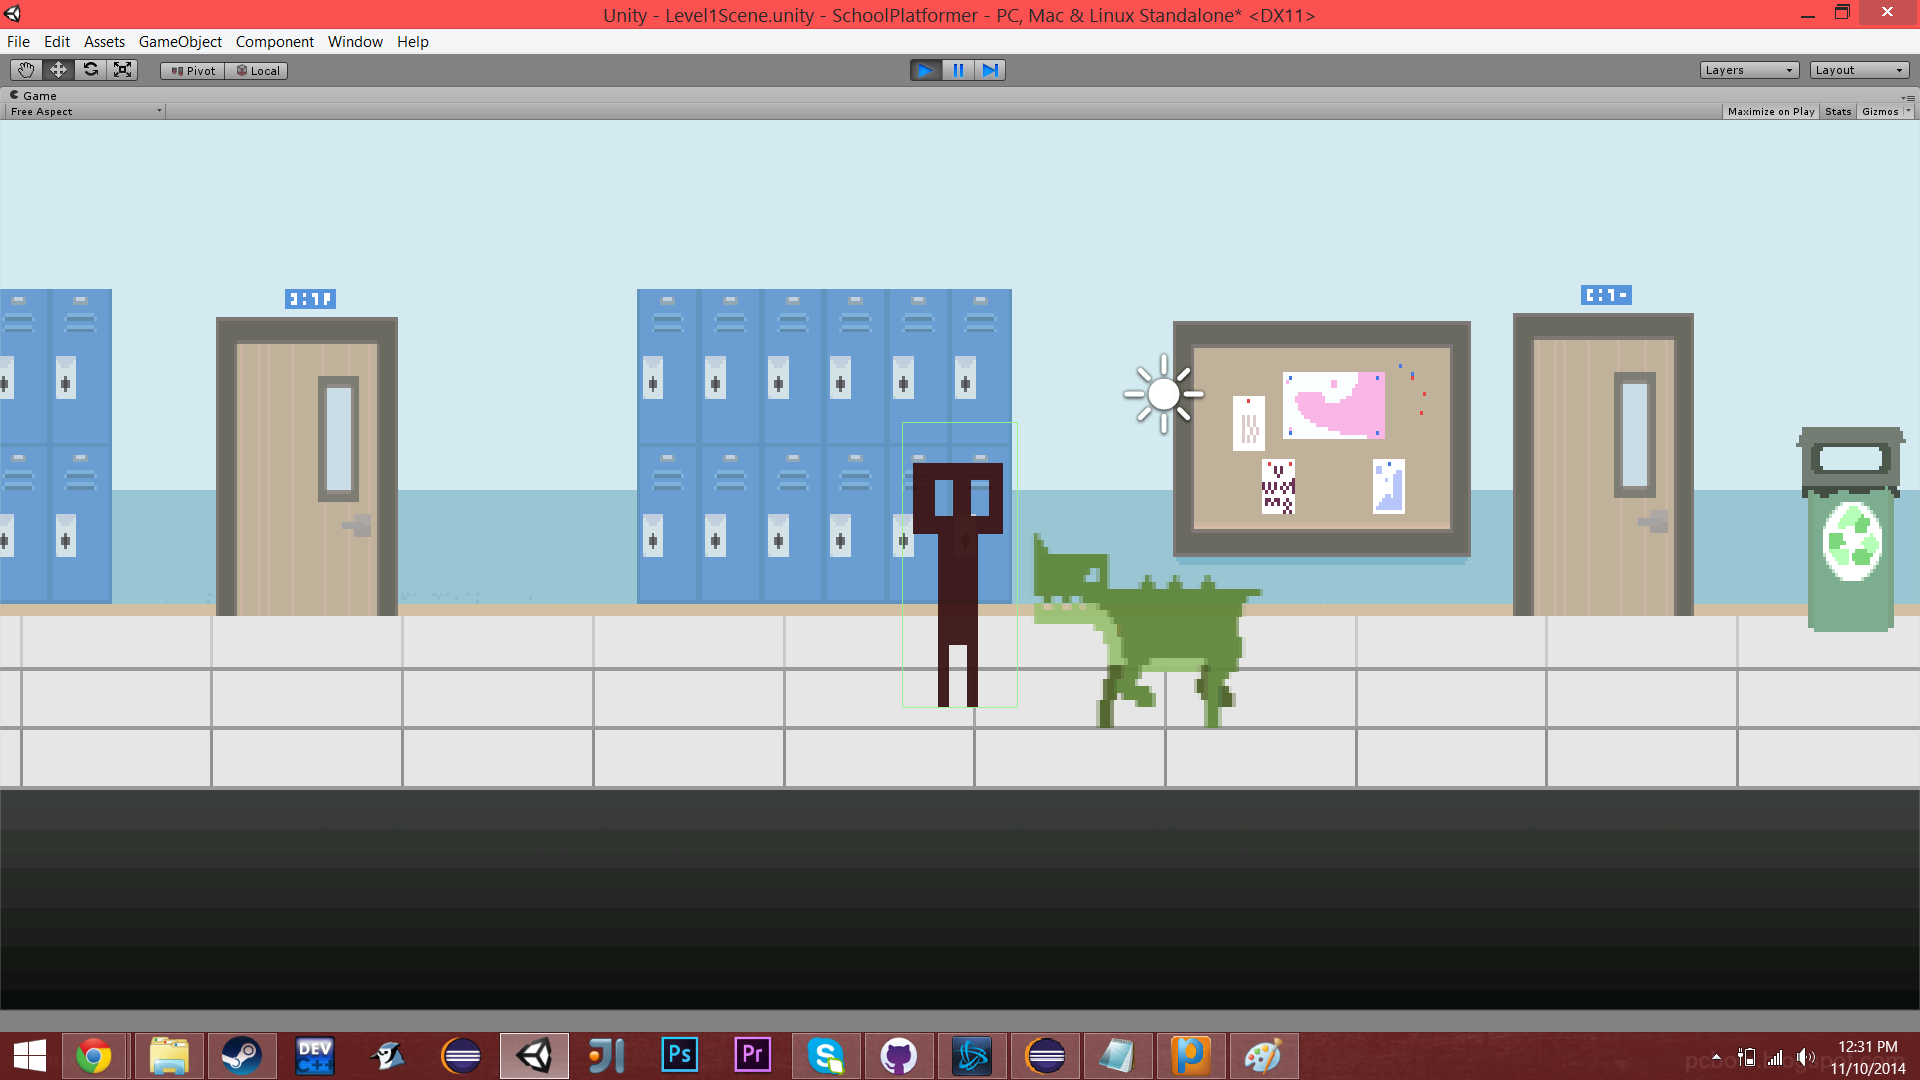 Unity - Level1Scene.unity - SchoolPlatformer - PC, Mac & Linux Standalone* <DX11>
File Edit Assets GameObject Component Window Help
Pivot Local Layers Layout
Game
Free Aspect Maximize on Play Stats Gizmos
DEV
C++
Ps
Pr
12:31 PM
11/10/2014